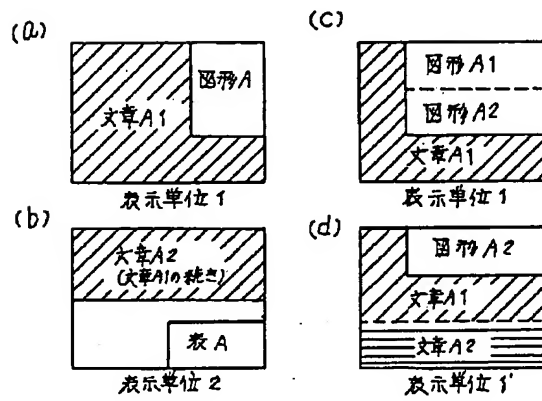 (a)
図形A
文章A1
表示単位1
(b)
文章A2
(文章A1の続き)
表A
表示単位2
(c)
図形A1
図形A2
文章A1
表示単位1
(d)
図形A2
文章A1
文章A2
表示単位1'